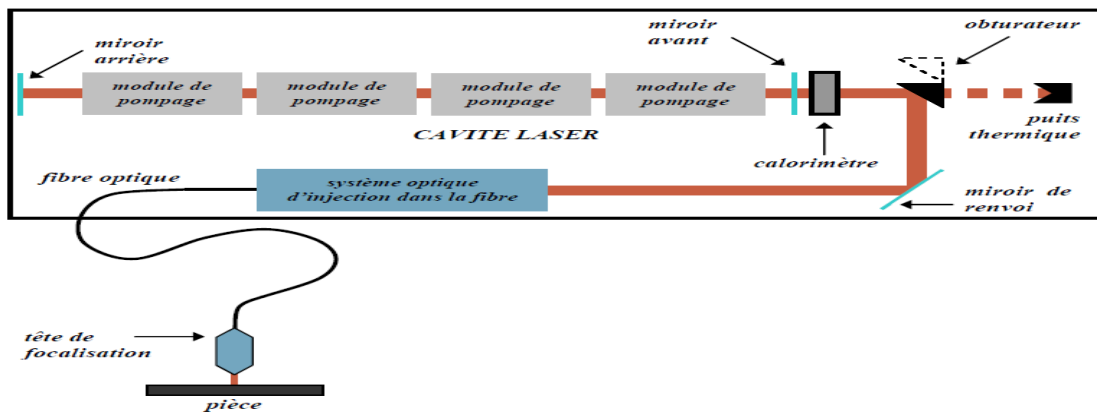 miroir
arrière
miroir
avant
obturateur
module de
pompage
module de
pompage
module de
pompage
module de
pompage
puits
thermique
CAVITE LASER
calorimètre
fibre optique
système optique
d'injection dans la fibre
miroir de
renvoi
tête de
focalisation
pièce